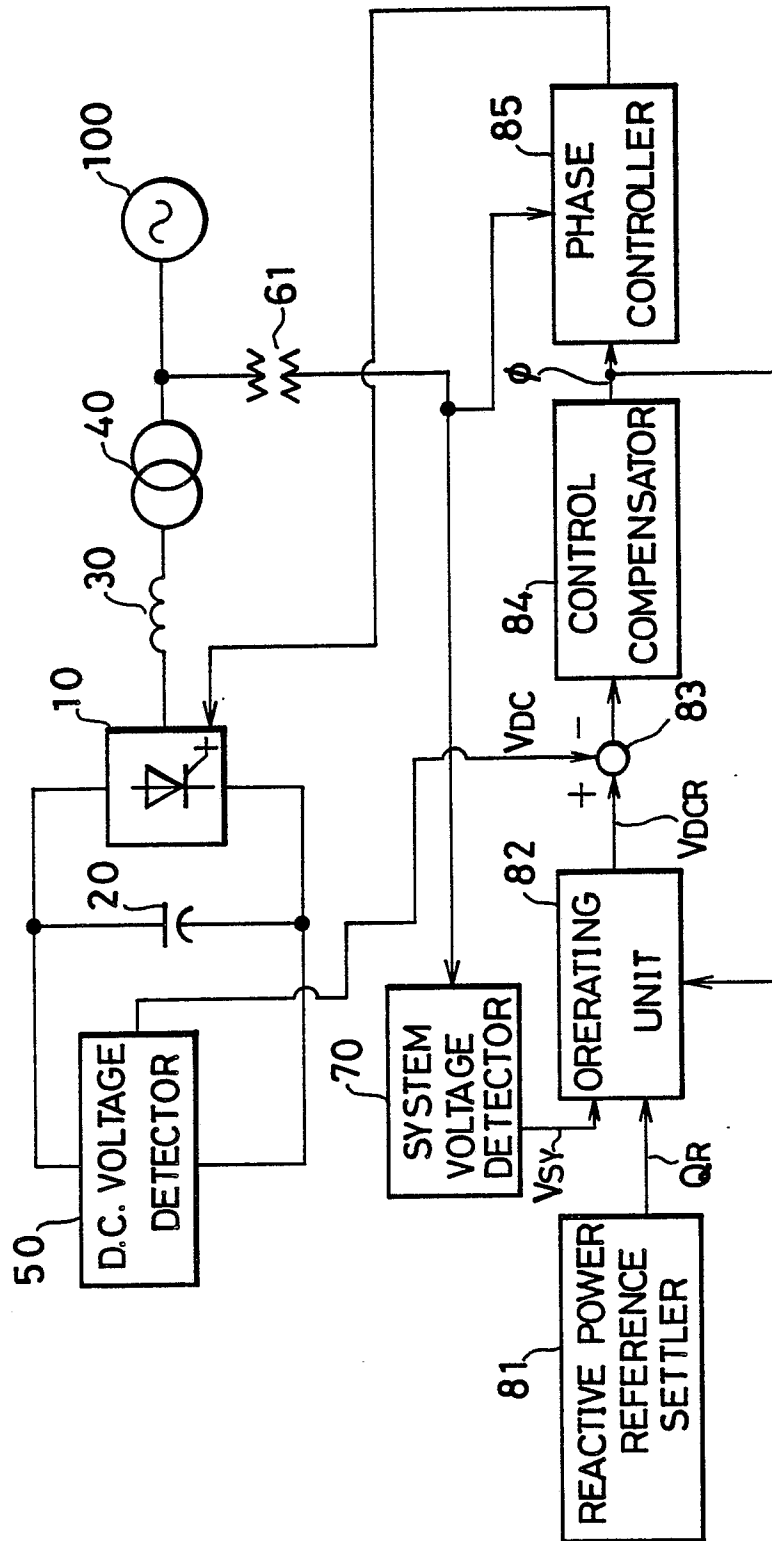 100
40
30
10
61
20
50
D.C. VOLTAGE
DETECTOR
70
SYSTEM
VOLTAGE
DETECTOR
VSY
VDC
85
PHASE
CONTROLLER
φ
84
CONTROL
COMPENSATOR
+
−
83
VDCR
82
ORERATING
UNIT
QR
81
REACTIVE POWER
REFERENCE
SETTLER